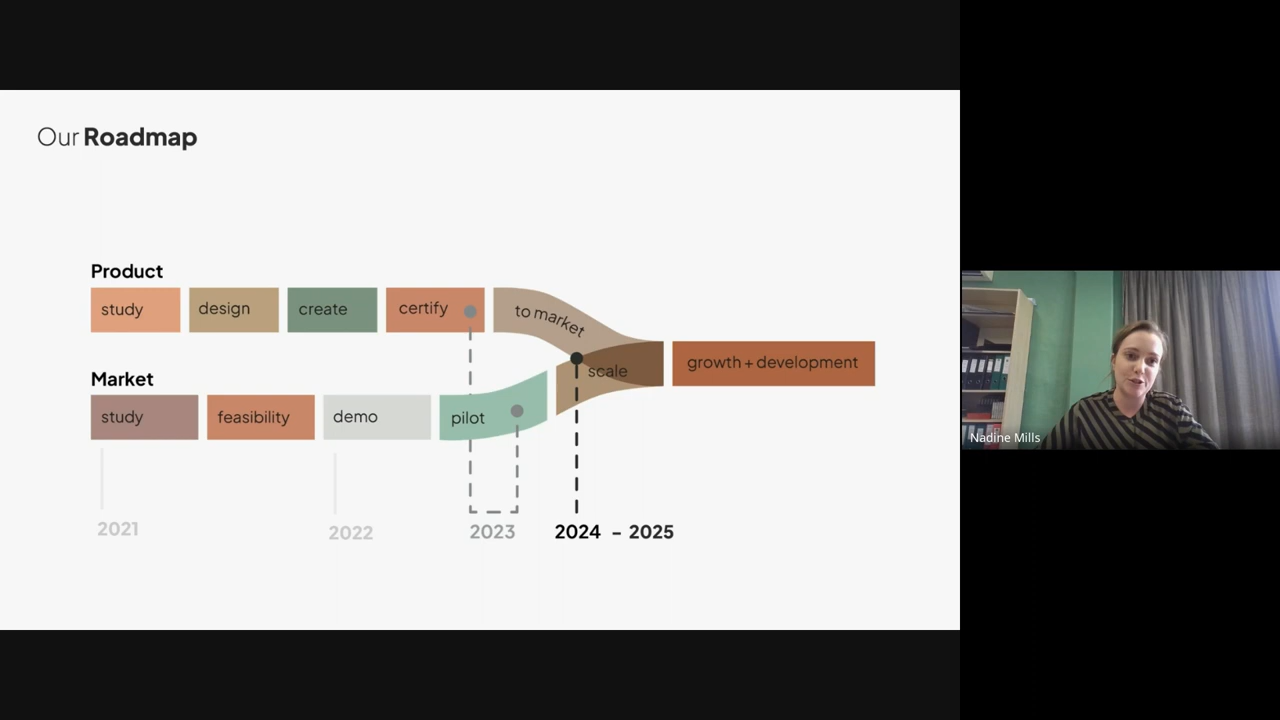 Our Roadmap
Product
study
design
create
certify
to market
scale
growth + development
Market
study
feasibility
demo
pilot
2021
2022
2023
2024 - 2025
Nadine Mills